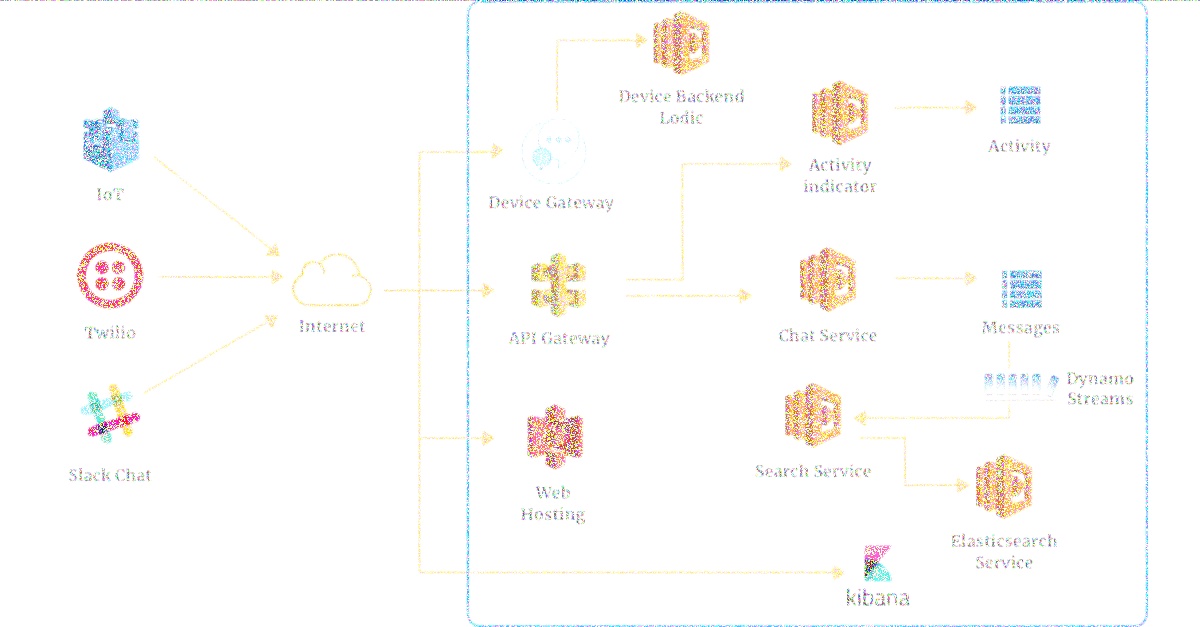 Device Backend
Lodic
Activity
IoT
Activity
indicator
Device Gateway
Internet
Twilio
API Gateway
Chat Service
Messages
Dynamo
Streams
Slack Chat
Search Service
Web
Hosting
Elasticsearch
Service
kibana